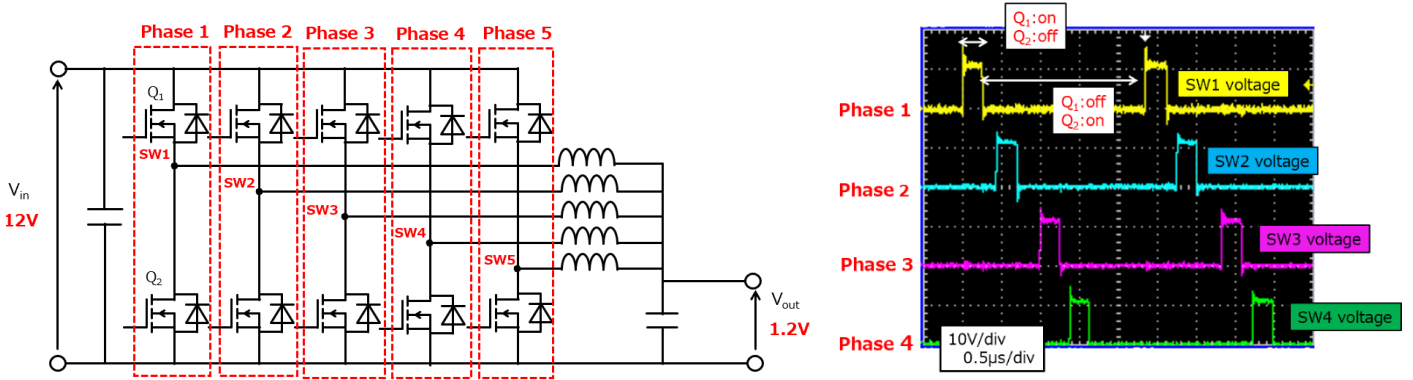 Phase 1
Phase 2
Phase 3
Phase 4
Phase 5
Q1
SW1
SW2
SW3
SW4
SW5
Q2
Vin
12V
Vout
1.2V
Q1:on
Q2:off
Q1:off
Q2:on
Phase 1
SW1 voltage
Phase 2
SW2 voltage
Phase 3
SW3 voltage
Phase 4
SW4 voltage
10V/div
0.5μs/div